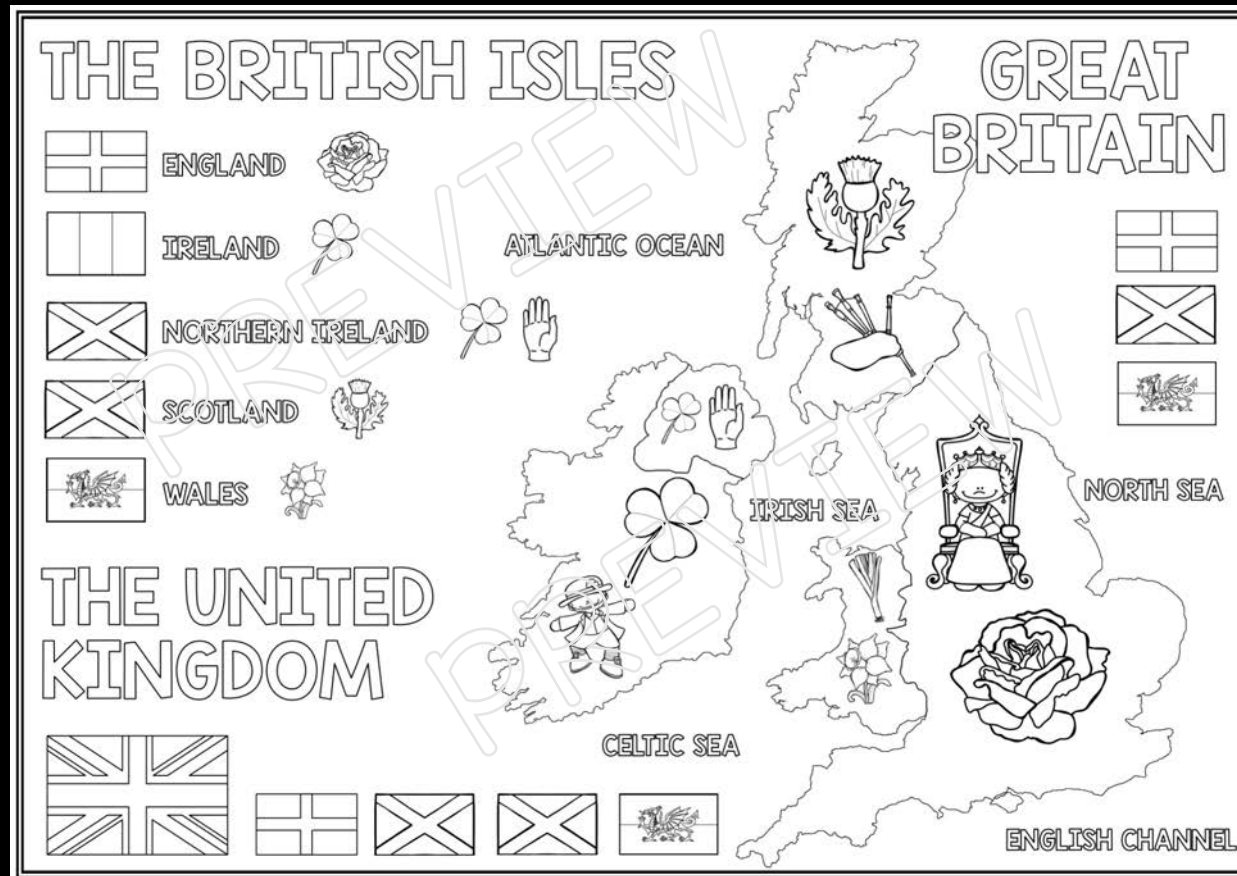 THE BRITISH ISLES
ENGLAND
IRELAND
NORTHERN IRELAND
SCOTLAND
WALES
THE UNITED
KINGDOM
ATLANTIC OCEAN
IRISH SEA
CELTIC SEA
GREAT
BRITAIN
NORTH SEA
ENGLISH CHANNEL
PREVIEW
PREVIEW